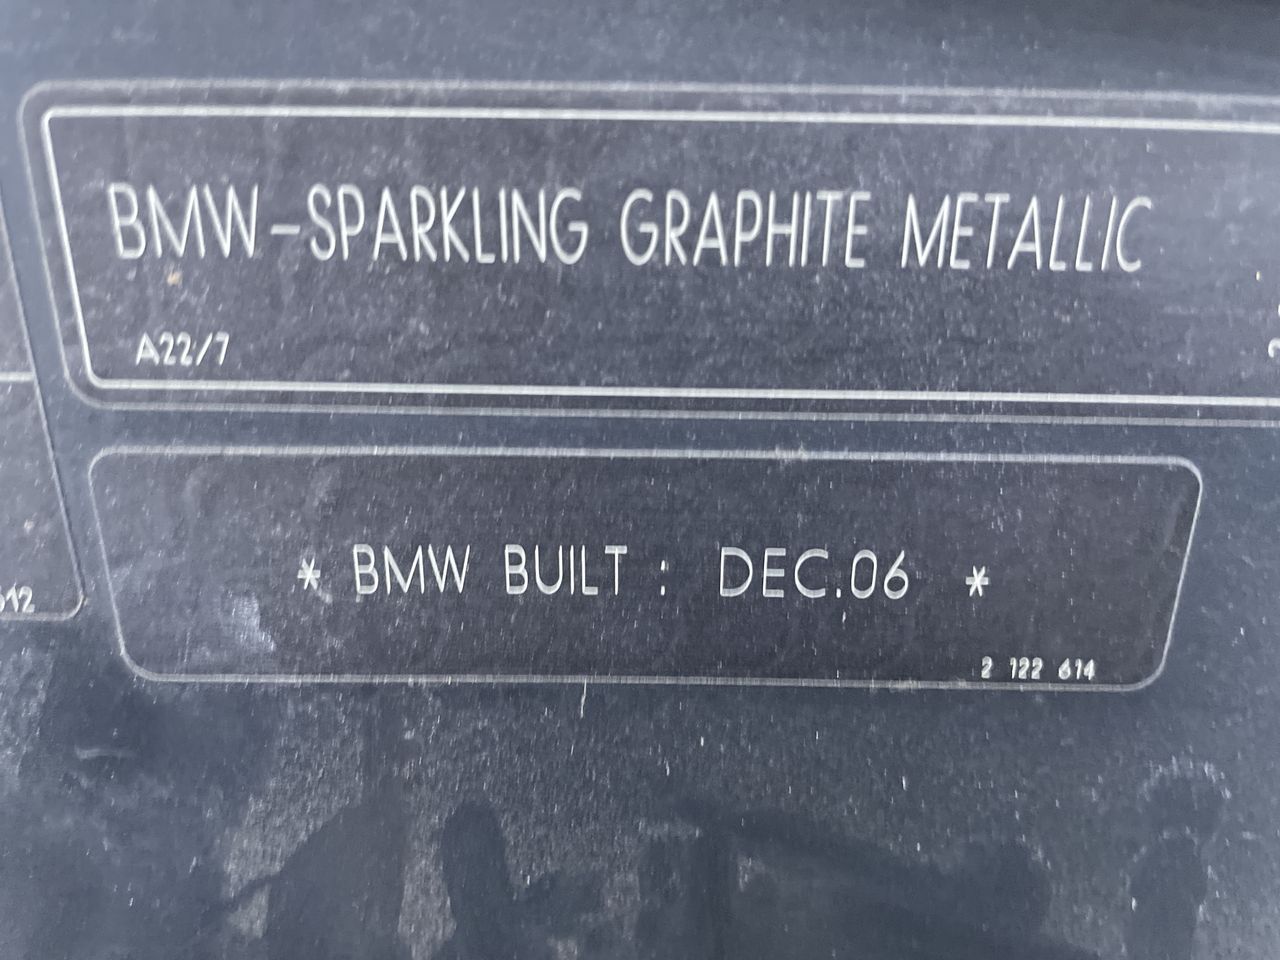 BMW-SPARKLING GRAPHITE METALLIC
A22/7
* BMW BUILT : DEC.06 *
2 122 614